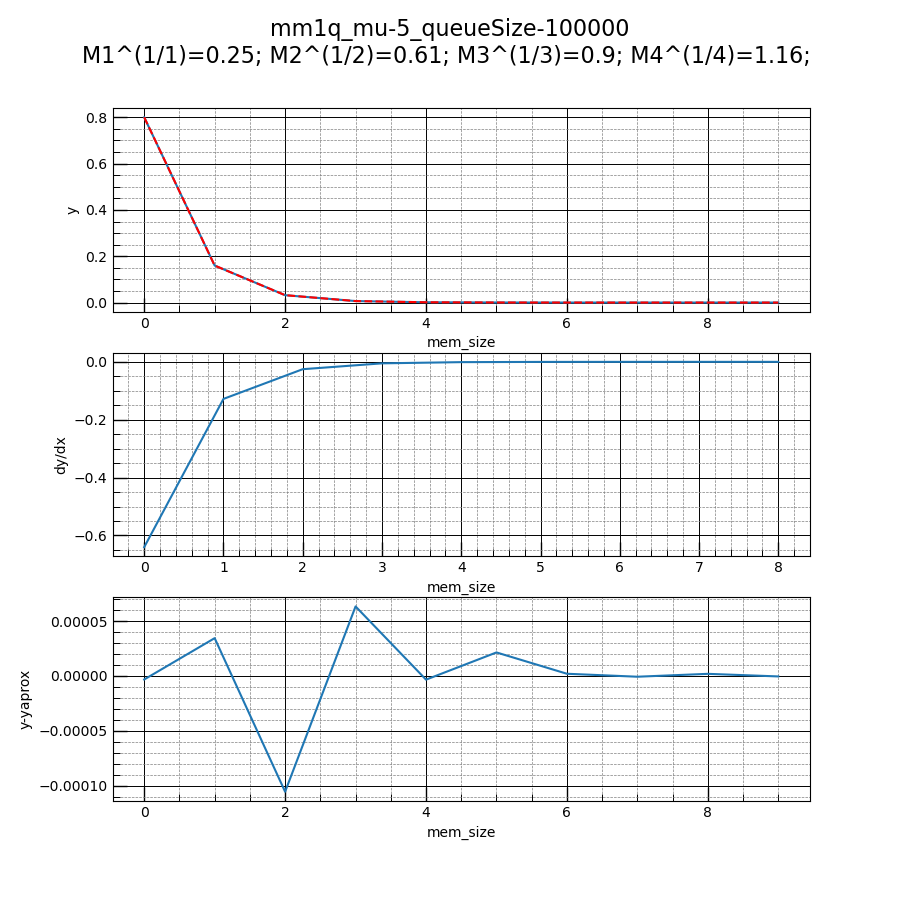 mm1q_mu-5_queueSize-100000
M1^(1/1)=0.25; M2^(1/2)=0.61; M3^(1/3)=0.9; M4^(1/4)=1.16;
0.8
0.6
0.4
0.2
0.0
y
0 2 4 6 8
mem_size
0.0
−0.2
−0.4
−0.6
dy/dx
0 1 2 3 4 5 6 7 8
mem_size
0.00005
0.00000
−0.00005
−0.00010
y-yaprox
0 2 4 6 8
mem_size